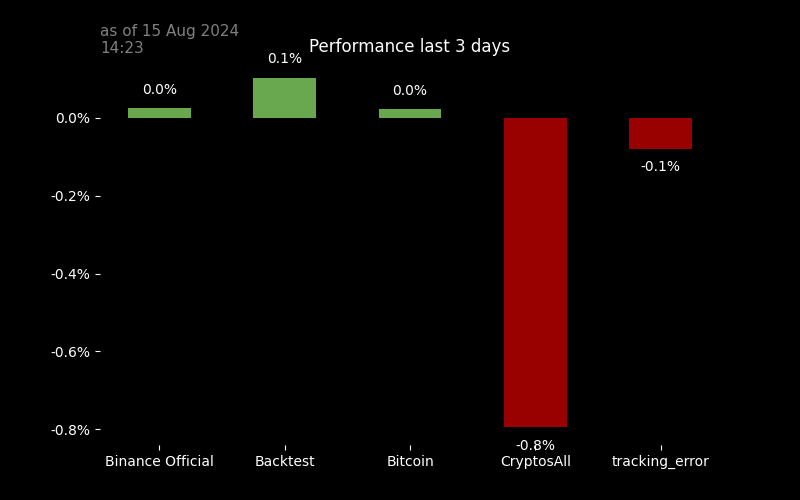 as of 15 Aug 2024
14:23
Performance last 3 days
0.0%
0.1%
0.0%
-0.8%
-0.1%
0.0%
-0.2%
-0.4%
-0.6%
-0.8%
Binance Official
Backtest
Bitcoin
CryptosAll
tracking_error